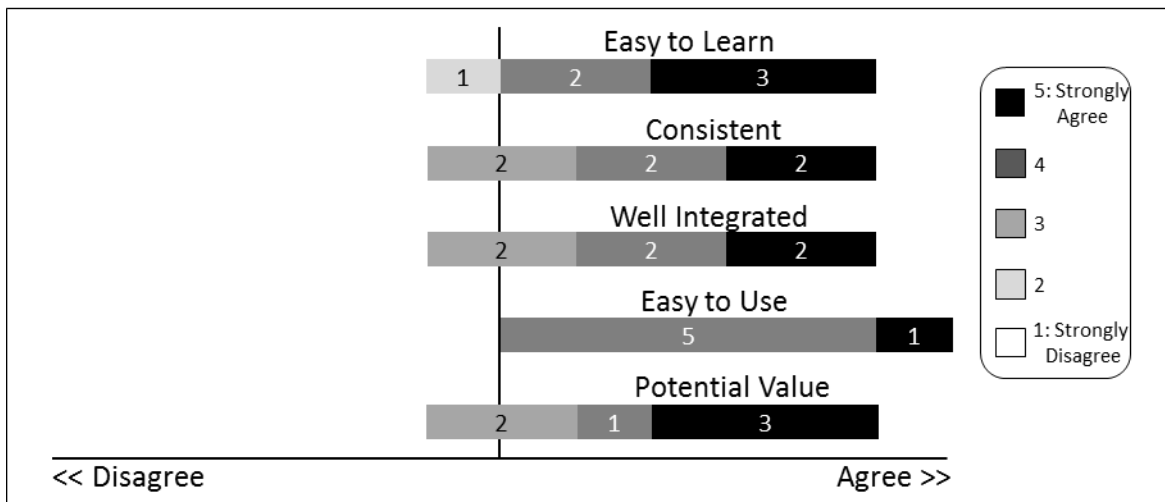 Easy to Learn
1 2 3
Consistent
2 2 2
Well Integrated
2 2 2
Easy to Use
5 1
Potential Value
2 1 3
<< Disagree Agree >>
5: Strongly
Agree
4
3
2
1: Strongly
Disagree